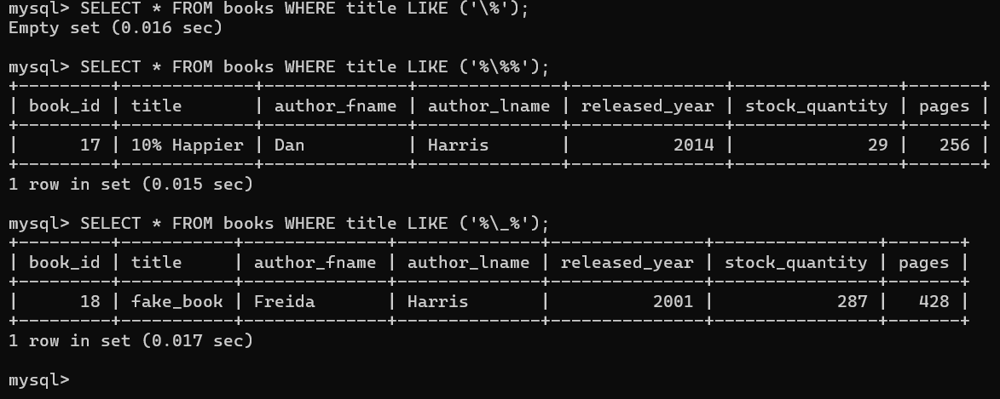 mysql> SELECT * FROM books WHERE title LIKE ('\%');
Empty set (0.016 sec)

mysql> SELECT * FROM books WHERE title LIKE ('%\%%');
+---------+-------------+--------------+--------------+---------------+----------------+-------+
| book_id | title       | author_fname | author_lname | released_year | stock_quantity | pages |
+---------+-------------+--------------+--------------+---------------+----------------+-------+
|      17 | 10% Happier | Dan          | Harris       |          2014 |             29 |   256 |
+---------+-------------+--------------+--------------+---------------+----------------+-------+
1 row in set (0.015 sec)

mysql> SELECT * FROM books WHERE title LIKE ('%\_%');
+---------+-----------+--------------+--------------+---------------+----------------+-------+
| book_id | title     | author_fname | author_lname | released_year | stock_quantity | pages |
+---------+-----------+--------------+--------------+---------------+----------------+-------+
|      18 | fake_book | Freida       | Harris       |          2001 |            287 |   428 |
+---------+-----------+--------------+--------------+---------------+----------------+-------+
1 row in set (0.017 sec)

mysql>